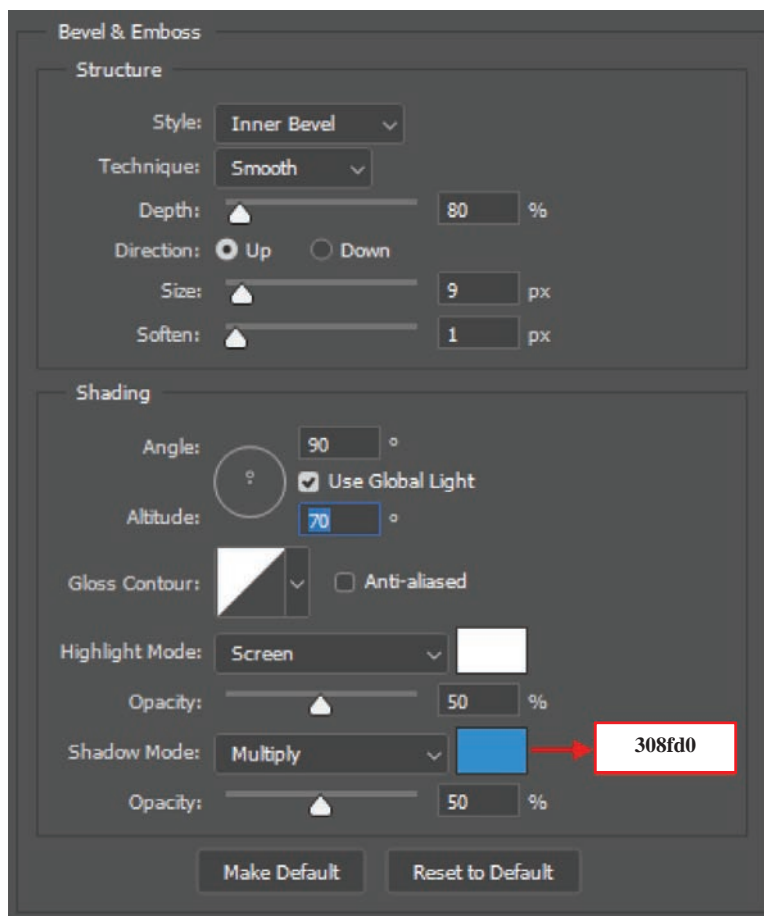 Bevel & Emboss
Structure
Style: Inner Bevel
Technique: Smooth
Depth: 80 %
Direction: Up Down
Size: 9 px
Soften: 1 px
Shading
Angle: 90 °
Use Global Light
Altitude: 70 °
Gloss Contour: Anti-aliased
Highlight Mode: Screen
Opacity: 50 %
Shadow Mode: Multiply 308fd0
Opacity: 50 %
Make Default Reset to Default